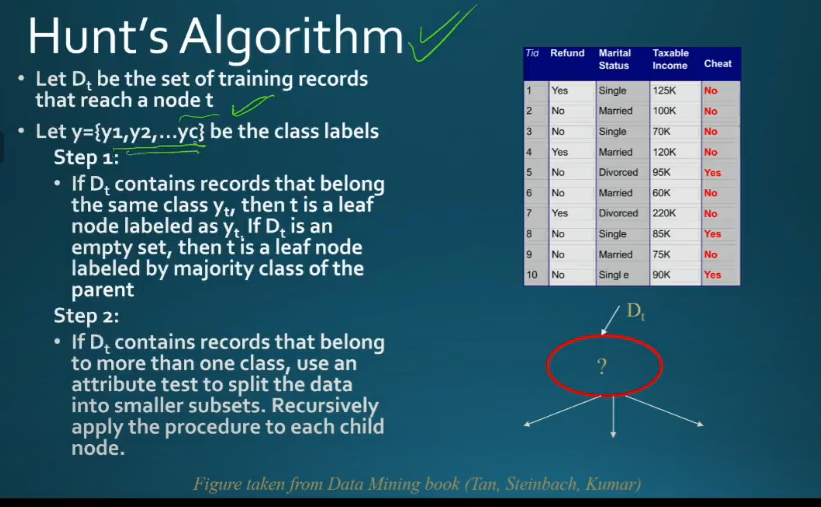 Hunt's Algorithm
• Let Dt be the set of training records
that reach a node t
• Let y={y1,y2,...yc} be the class labels
Step 1:
• If Dt contains records that belong
the same class yt, then t is a leaf
node labeled as yt. If Dt is an
empty set, then t is a leaf node
labeled by majority class of the
parent
Step 2:
• If Dt contains records that belong
to more than one class, use an
attribute test to split the data
into smaller subsets. Recursively
apply the procedure to each child
node.
Tid Refund Marital Status Taxable Income Cheat
1 Yes Single 125K No
2 No Married 100K No
3 No Single 70K No
4 Yes Married 120K No
5 No Divorced 95K Yes
6 No Married 60K No
7 Yes Divorced 220K No
8 No Single 85K Yes
9 No Married 75K No
10 No Single 90K Yes
Dt
?
Figure taken from Data Mining book (Tan, Steinbach, Kumar)